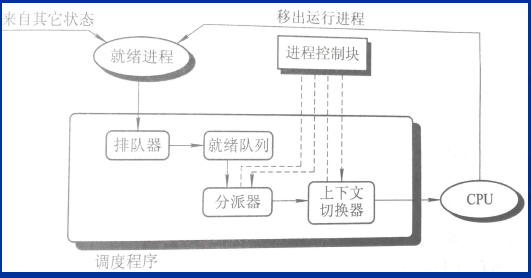 来自其它状态
移出运行进程
就绪进程
进程控制块
排队器
就绪队列
分派器
上下文
切换器
CPU
调度程序